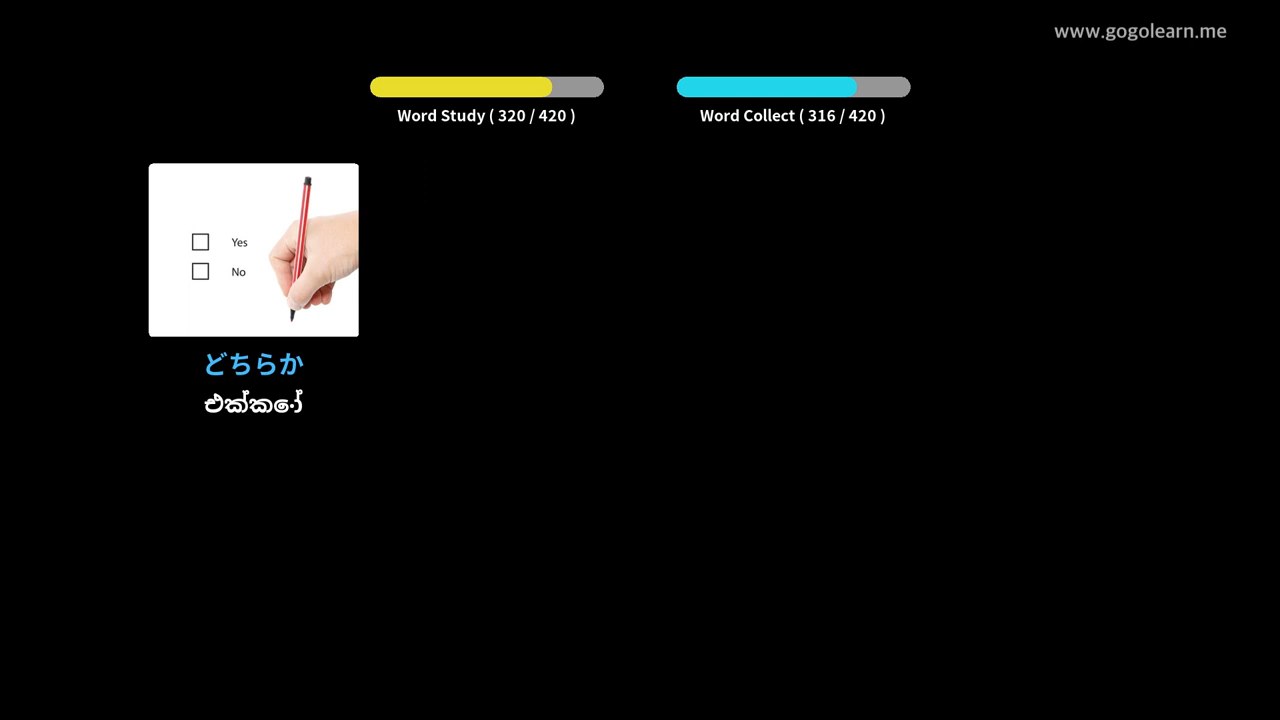 www.gogolearn.me
Word Study ( 320 / 420 )
Word Collect ( 316 / 420 )
Yes
No
どちらか
එක්කෝ